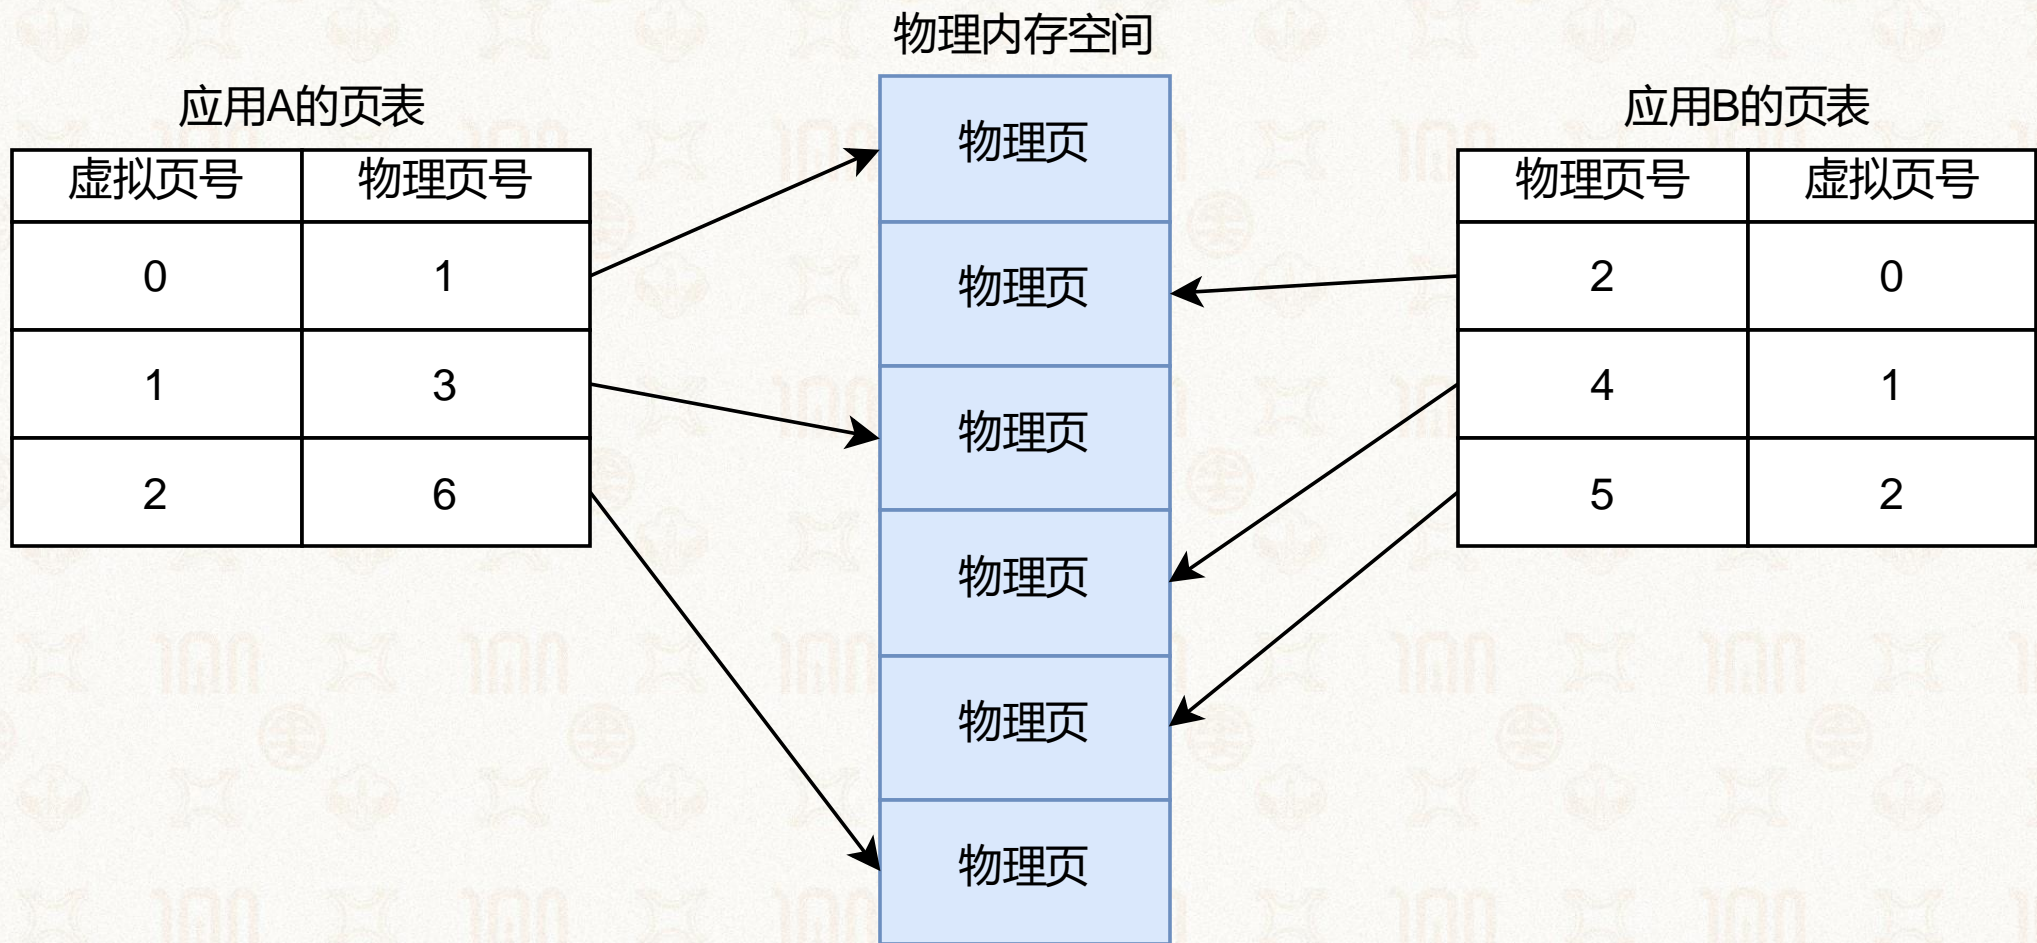 物理内存空间
应用A的页表
虚拟页号 物理页号
0 1
1 3
2 6
物理页
物理页
物理页
物理页
物理页
物理页
应用B的页表
物理页号 虚拟页号
2 0
4 1
5 2